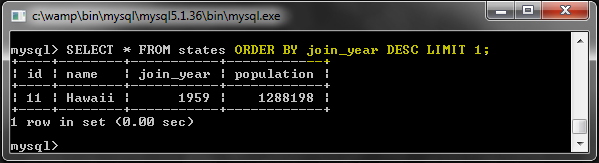 c:\wamp\bin\mysql\mysql5.1.36\bin\mysql.exe
mysql> SELECT * FROM states ORDER BY join_year DESC LIMIT 1;
+----+--------+-----------+------------+
| id | name   | join_year | population |
+----+--------+-----------+------------+
| 11 | Hawaii |      1959 |    1288198 |
+----+--------+-----------+------------+
1 row in set (0.00 sec)
mysql>